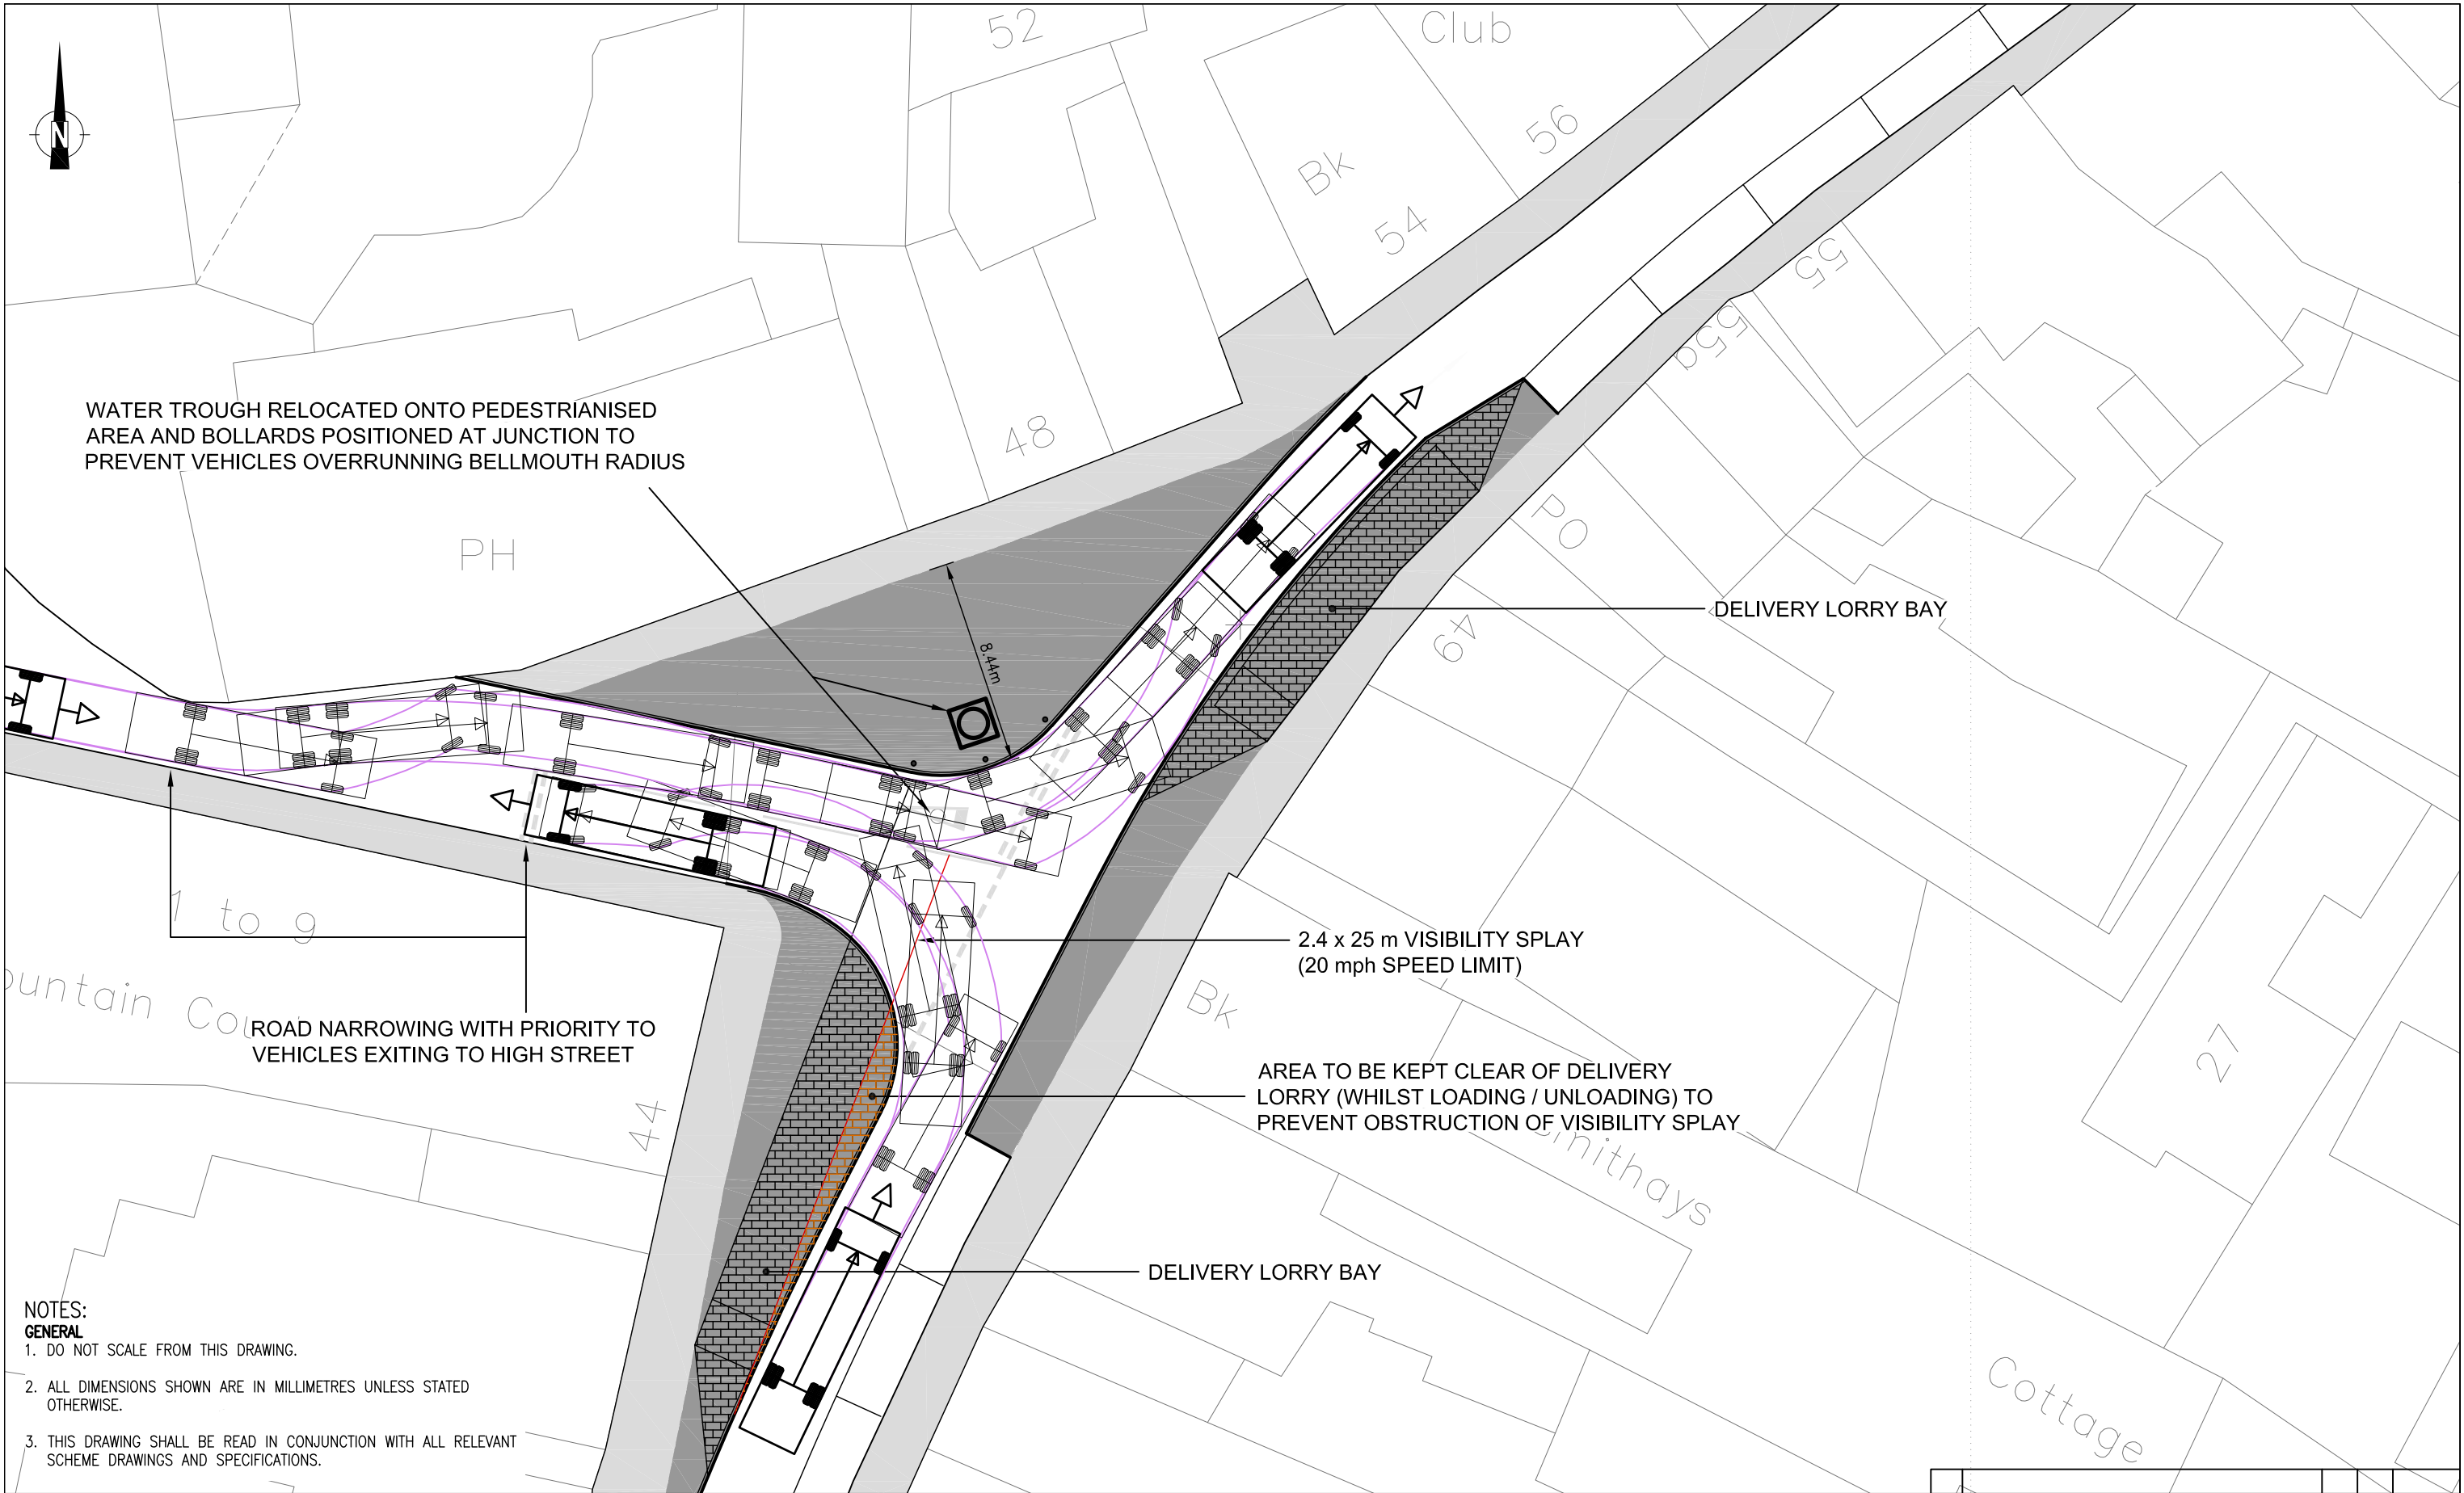 52
Club
N
Bk
56
54
55
55a
WATER TROUGH RELOCATED ONTO PEDESTRIANISED
AREA AND BOLLARDS POSITIONED AT JUNCTION TO
PREVENT VEHICLES OVERRUNNING BELLMOUTH RADIUS
48
PH
PO
DELIVERY LORRY BAY
49
8.44m
1 to 9
2.4 x 25 m VISIBILITY SPLAY
(20 mph SPEED LIMIT)
Bk
ROAD NARROWING WITH PRIORITY TO
VEHICLES EXITING TO HIGH STREET
27
AREA TO BE KEPT CLEAR OF DELIVERY
LORRY (WHILST LOADING / UNLOADING) TO
PREVENT OBSTRUCTION OF VISIBILITY SPLAY
44
DELIVERY LORRY BAY
Cottage
NOTES:
GENERAL
1. DO NOT SCALE FROM THIS DRAWING.
2. ALL DIMENSIONS SHOWN ARE IN MILLIMETRES UNLESS STATED
OTHERWISE.
3. THIS DRAWING SHALL BE READ IN CONJUNCTION WITH ALL RELEVANT
SCHEME DRAWINGS AND SPECIFICATIONS.